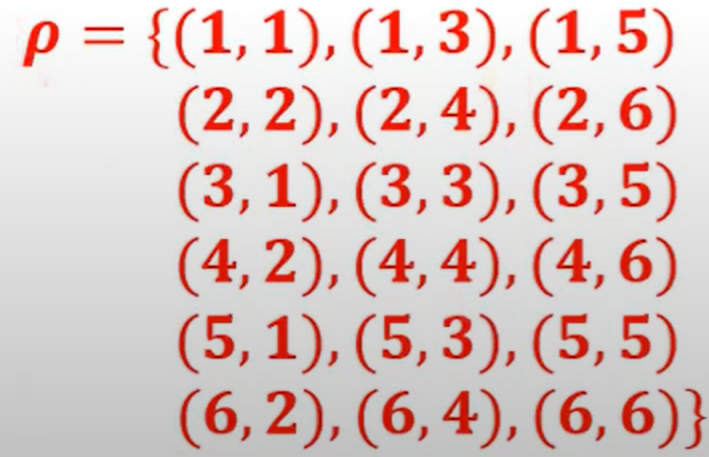 ρ = {(1, 1), (1, 3), (1, 5)
(2, 2), (2, 4), (2, 6)
(3, 1), (3, 3), (3, 5)
(4, 2), (4, 4), (4, 6)
(5, 1), (5, 3), (5, 5)
(6, 2), (6, 4), (6, 6)}